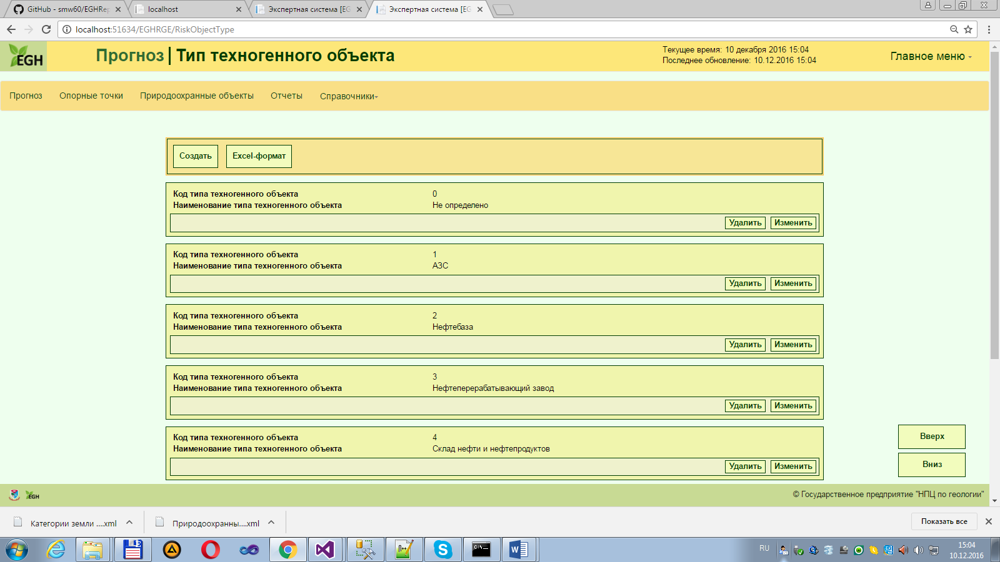 GitHub - smw60/EGHRep
localhost
Экспертная система [EG
Экспертная система [EG
localhost:51634/EGHRGE/RiskObjectType
EGH
Прогноз | Тип техногенного объекта
Текущее время: 10 декабря 2016 15:04
Последнее обновление: 10.12.2016 15:04
Главное меню
Прогноз
Опорные точки
Природоохранные объекты
Отчеты
Справочники
Создать
Excel-формат
Код типа техногенного объекта 0
Наименование типа техногенного объекта Не определено
Удалить Изменить
Код типа техногенного объекта 1
Наименование типа техногенного объекта АЗС
Удалить Изменить
Код типа техногенного объекта 2
Наименование типа техногенного объекта Нефтебаза
Удалить Изменить
Код типа техногенного объекта 3
Наименование типа техногенного объекта Нефтеперерабатывающий завод
Удалить Изменить
Код типа техногенного объекта 4
Наименование типа техногенного объекта Склад нефти и нефтепродуктов
Удалить Изменить
Вверх
Вниз
EGH
© Государственное предприятие "НПЦ по геологии"
Категории земли ....xml
Природоохранны....xml
Показать все
RU
15:04
10.12.2016